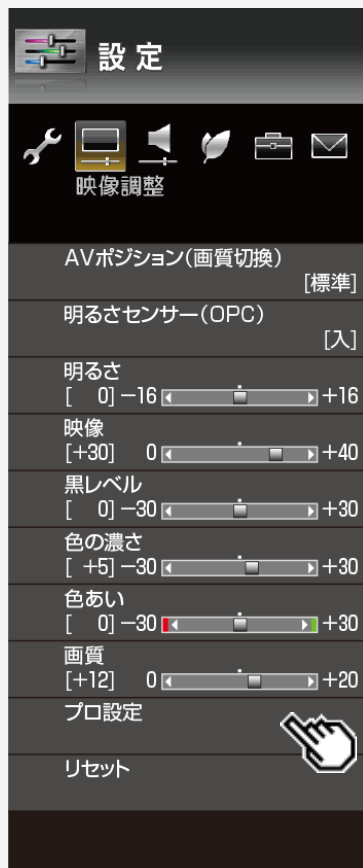 設定
映像調整
AVポジション(画質切換)
[標準]
明るさセンサー(OPC)
[入]
明るさ
[ 0] −16 +16
映像
[+30] 0 +40
黒レベル
[ 0] −30 +30
色の濃さ
[ +5] −30 +30
色あい
[ 0] −30 +30
画質
[+12] 0 +20
プロ設定
リセット